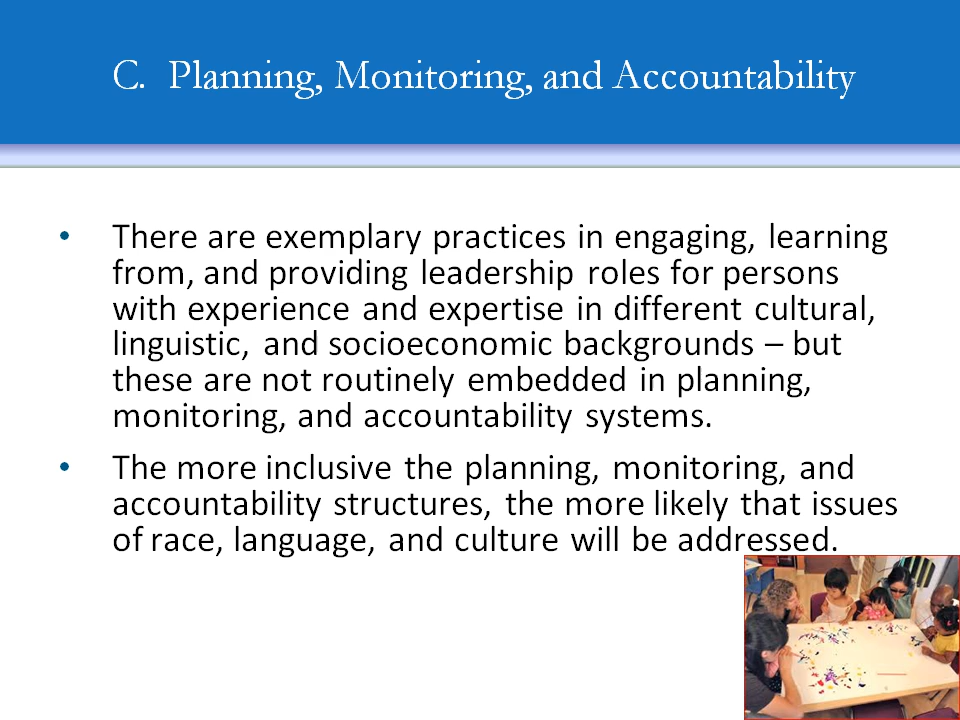 C.  Planning, Monitoring, and Accountability
• There are exemplary practices in engaging, learning
from, and providing leadership roles for persons
with experience and expertise in different cultural,
linguistic, and socioeconomic backgrounds – but
these are not routinely embedded in planning,
monitoring, and accountability systems.
• The more inclusive the planning, monitoring, and
accountability structures, the more likely that issues
of race, language, and culture will be addressed.